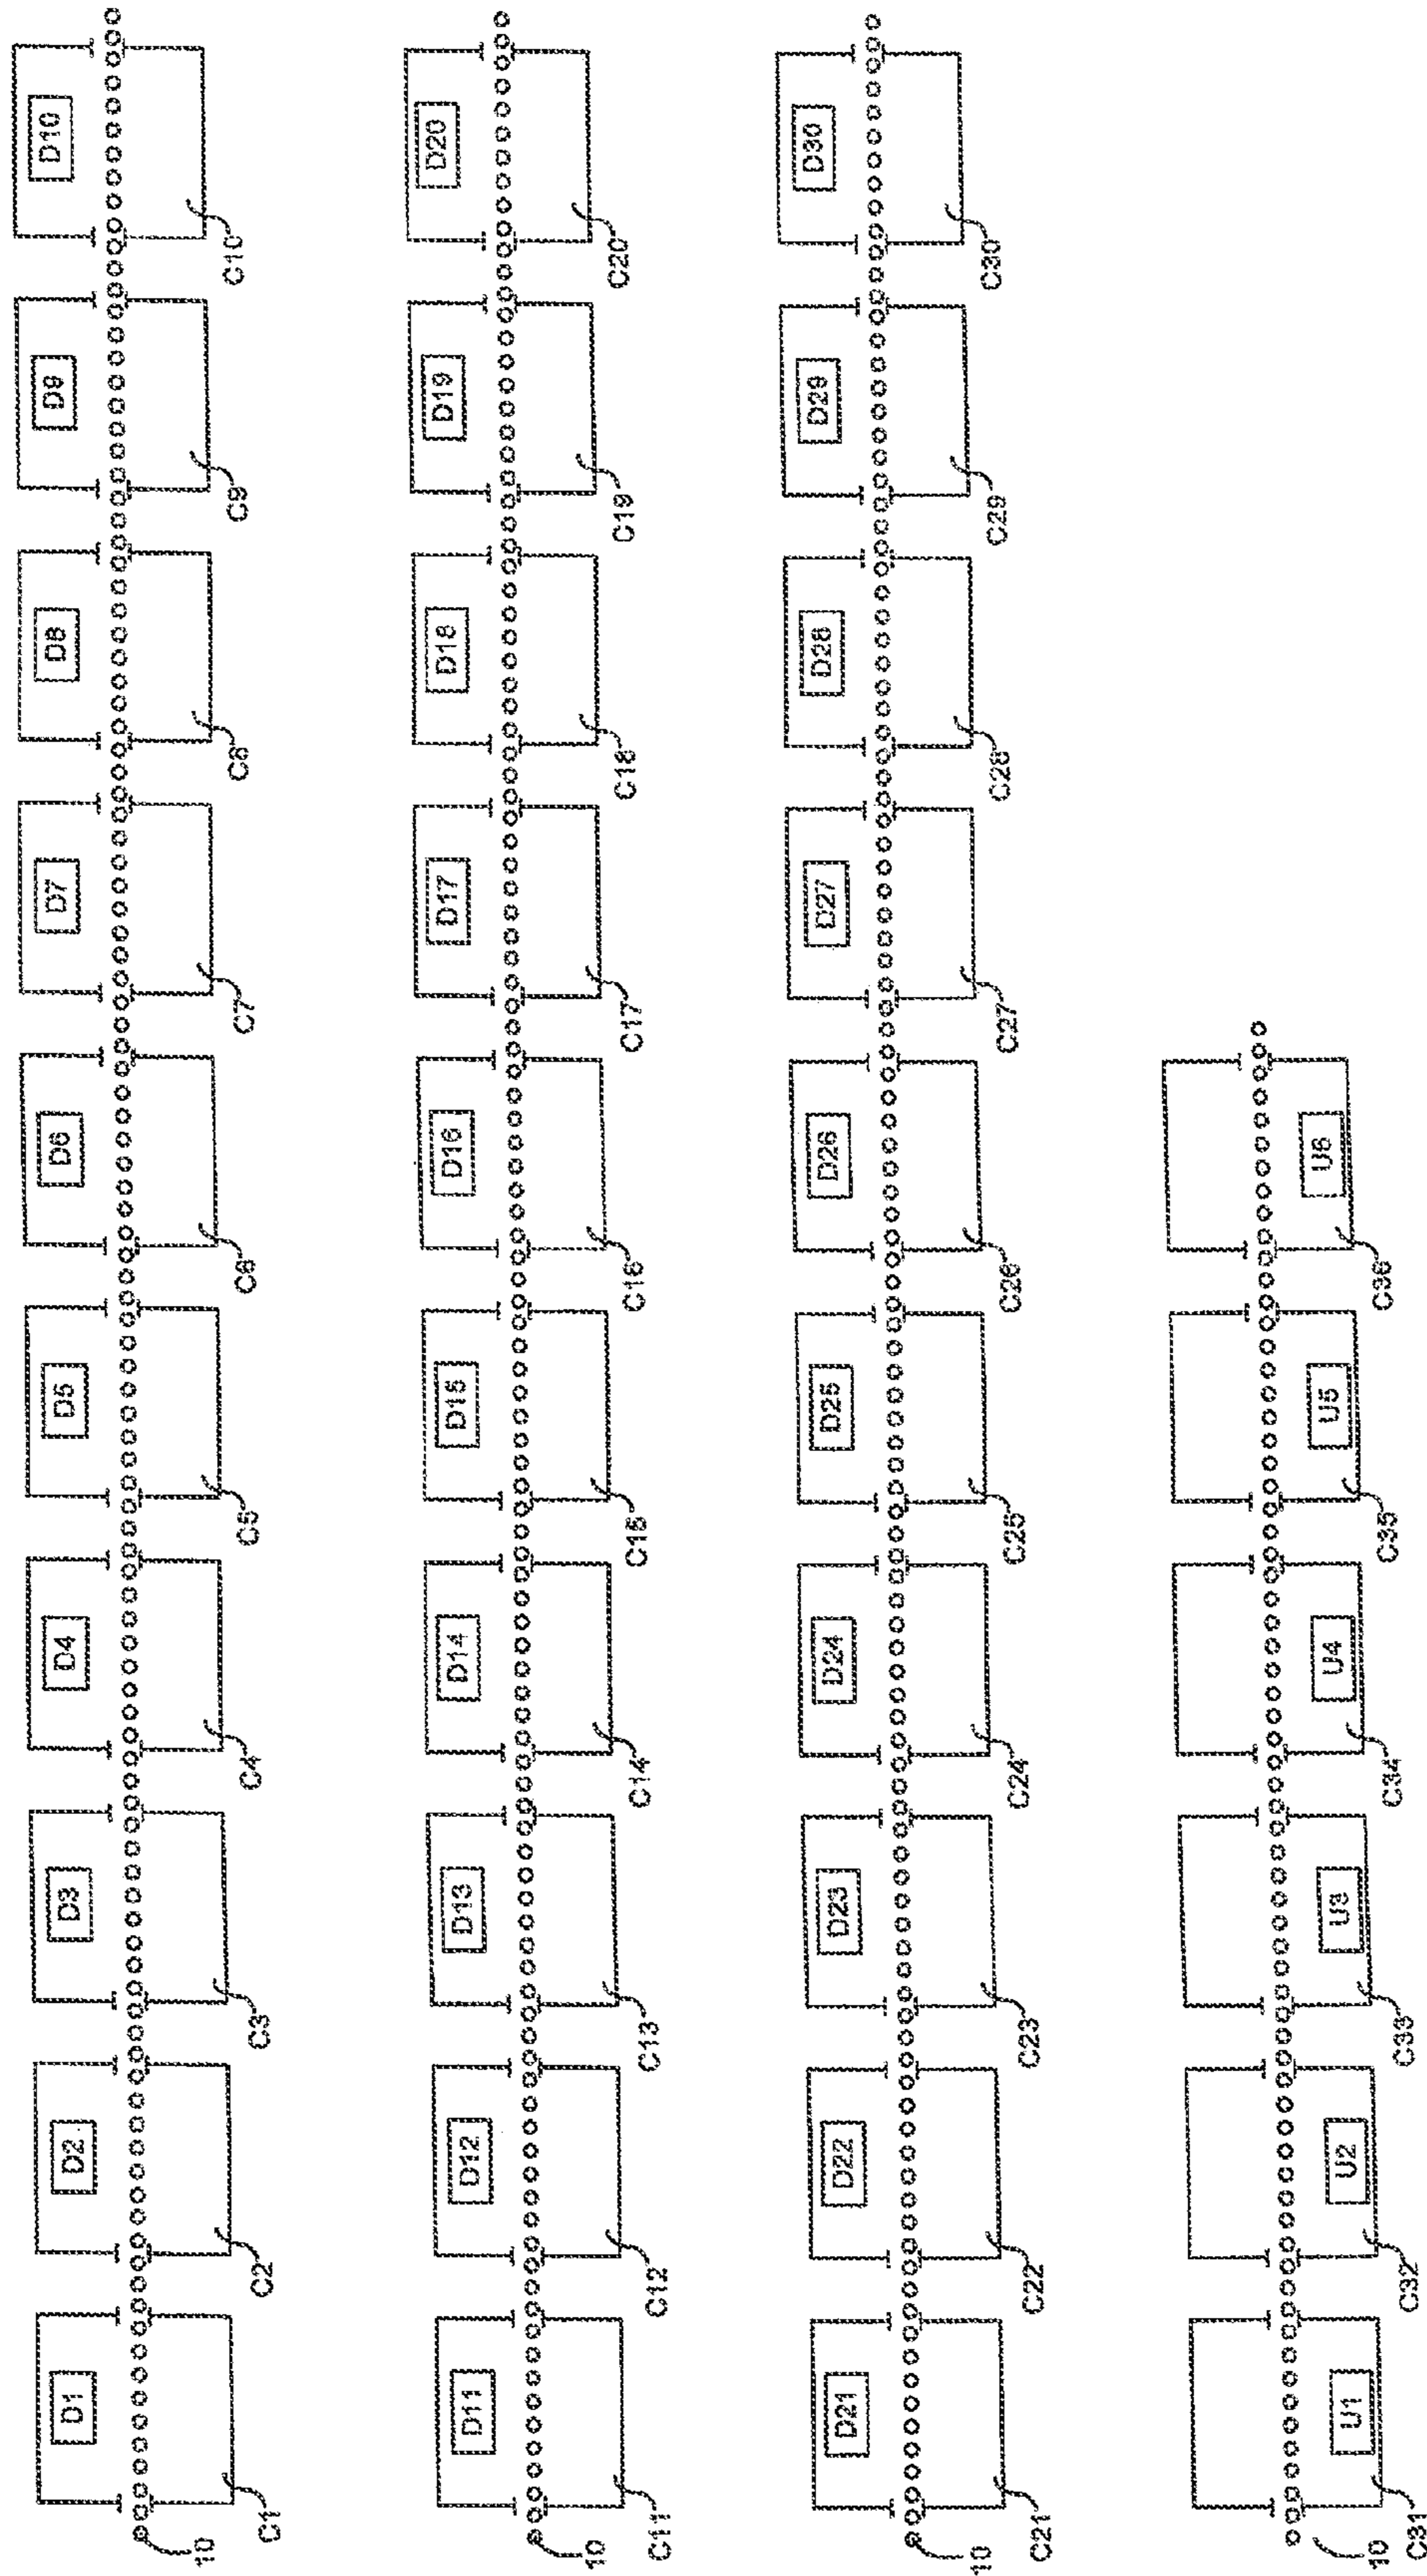 D1 D2 D3 D4 D5 D6 D7 D8 D9 D10
10 C1 C2 C3 C4 C5 C6 C7 C8 C9 C10
D11 D12 D13 D14 D15 D16 D17 D18 D19 D20
10 C11 C12 C13 C14 C15 C16 C17 C18 C19 C20
D21 D22 D23 D24 D25 D26 D27 D28 D29 D30
10 C21 C22 C23 C24 C25 C26 C27 C28 C29 C30
U1 U2 U3 U4 U5 U6
10 C31 C32 C33 C34 C35 C36